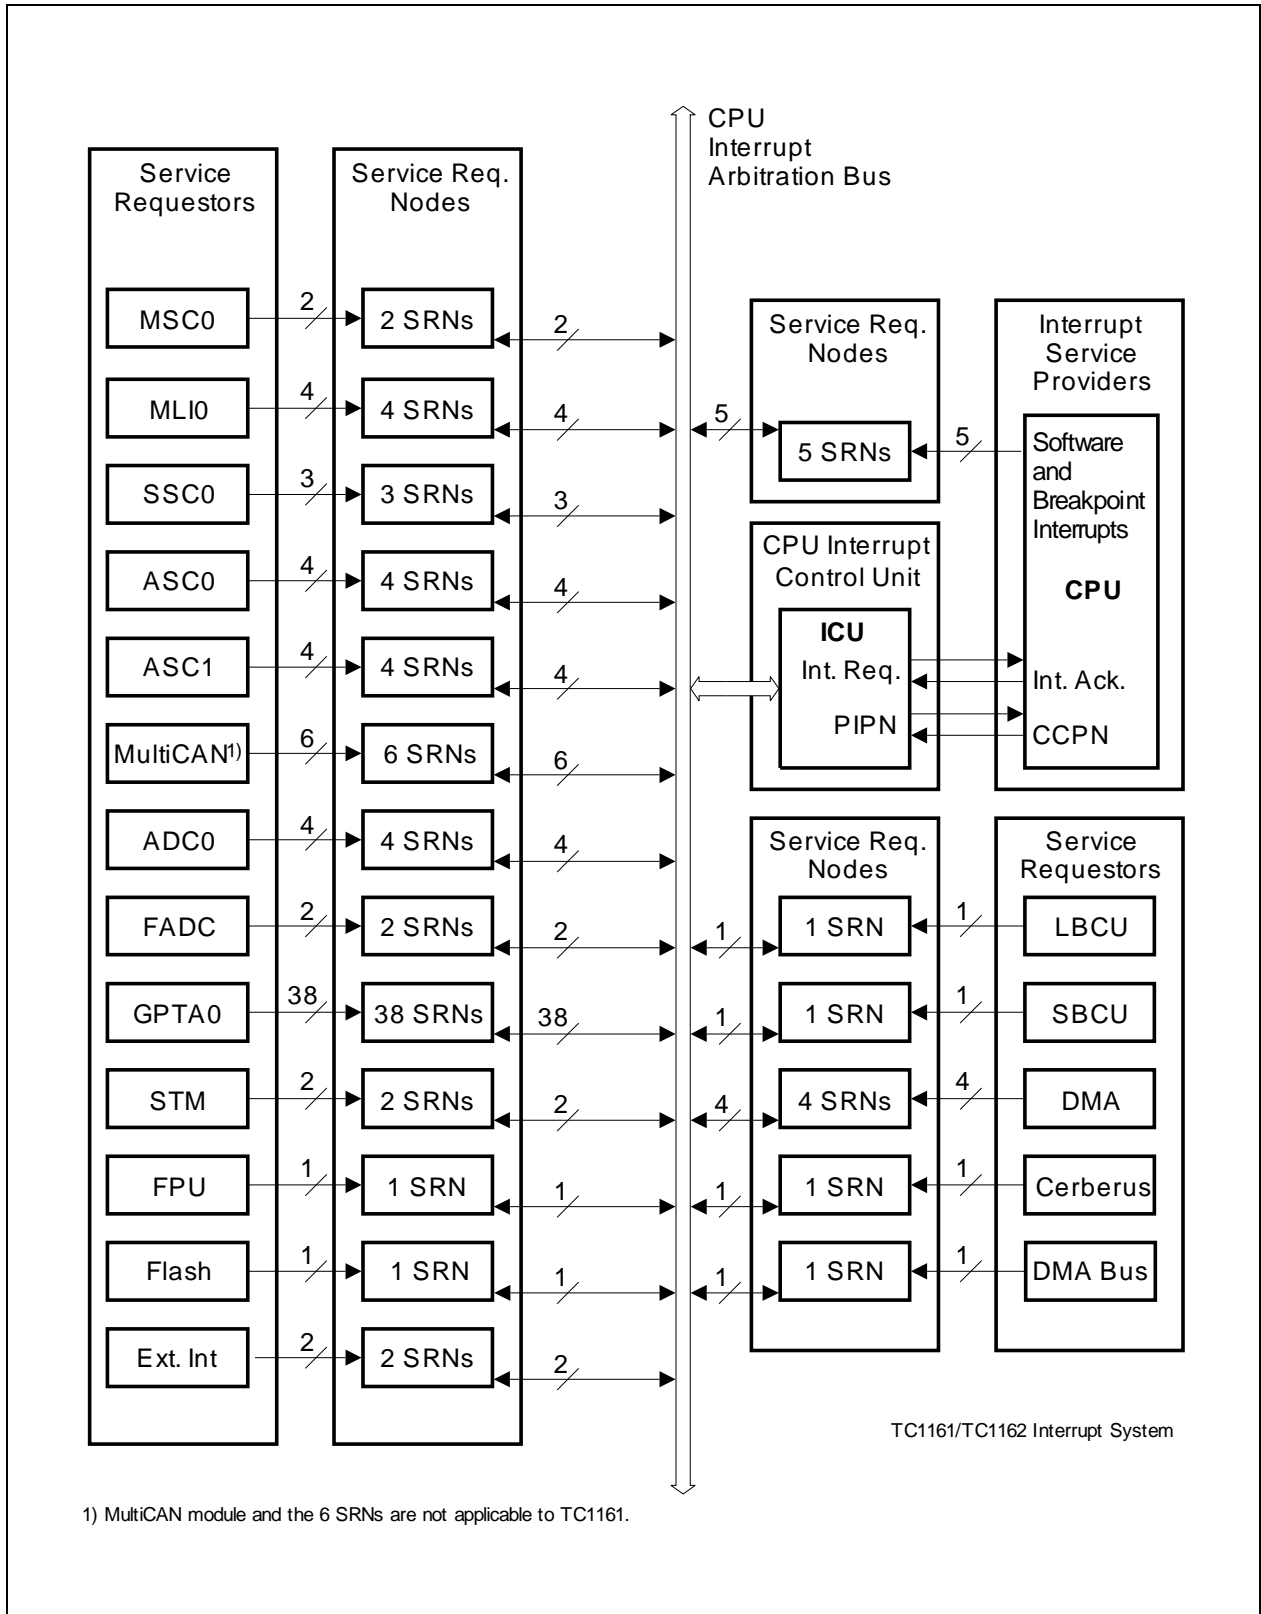 CPU
Interrupt
Arbitration Bus
Service
Requestors
Service Req.
Nodes
MSC0
2
2 SRNs
2
MLI0
4
4 SRNs
4
SSC0
3
3 SRNs
3
ASC0
4
4 SRNs
4
ASC1
4
4 SRNs
4
MultiCAN1)
6
6 SRNs
6
ADC0
4
4 SRNs
4
FADC
2
2 SRNs
2
GPTA0
38
38 SRNs
38
STM
2
2 SRNs
2
FPU
1
1 SRN
1
Flash
1
1 SRN
1
Ext. Int
2
2 SRNs
2
Service Req.
Nodes
5
5 SRNs
5
Interrupt
Service
Providers
Software
and
Breakpoint
Interrupts
CPU
Int. Ack.
CCPN
CPU Interrupt
Control Unit
ICU
Int. Req.
PIPN
Service Req.
Nodes
Service
Requestors
1
1 SRN
1
LBCU
1
1 SRN
1
SBCU
4
4 SRNs
4
DMA
1
1 SRN
1
Cerberus
1
1 SRN
1
DMA Bus
TC1161/TC1162 Interrupt System
1) MultiCAN module and the 6 SRNs are not applicable to TC1161.